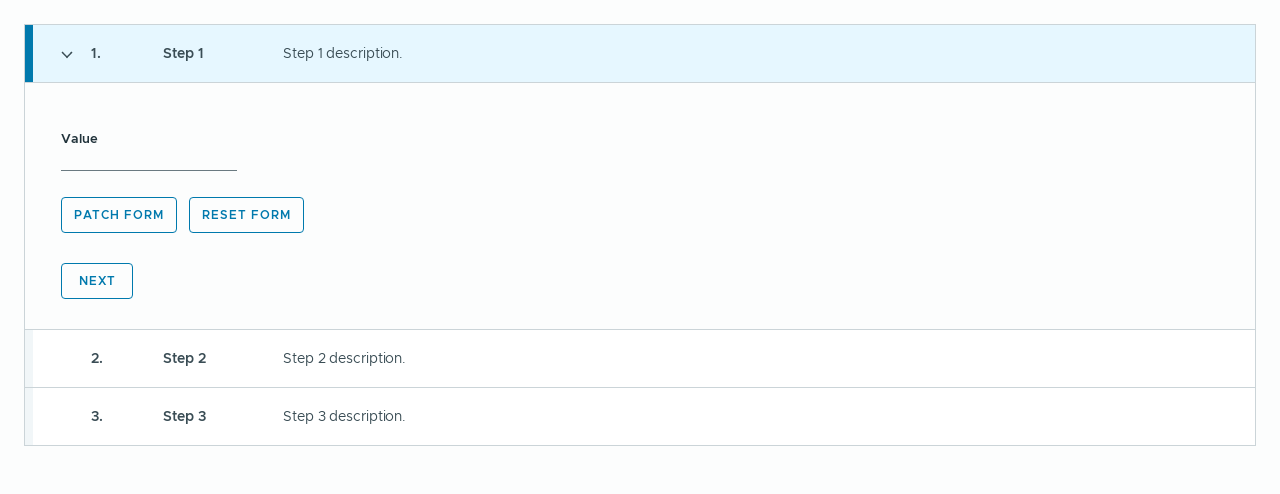 1. Step 1 Step 1 description.
Value
PATCH FORM RESET FORM
NEXT
2. Step 2 Step 2 description.
3. Step 3 Step 3 description.